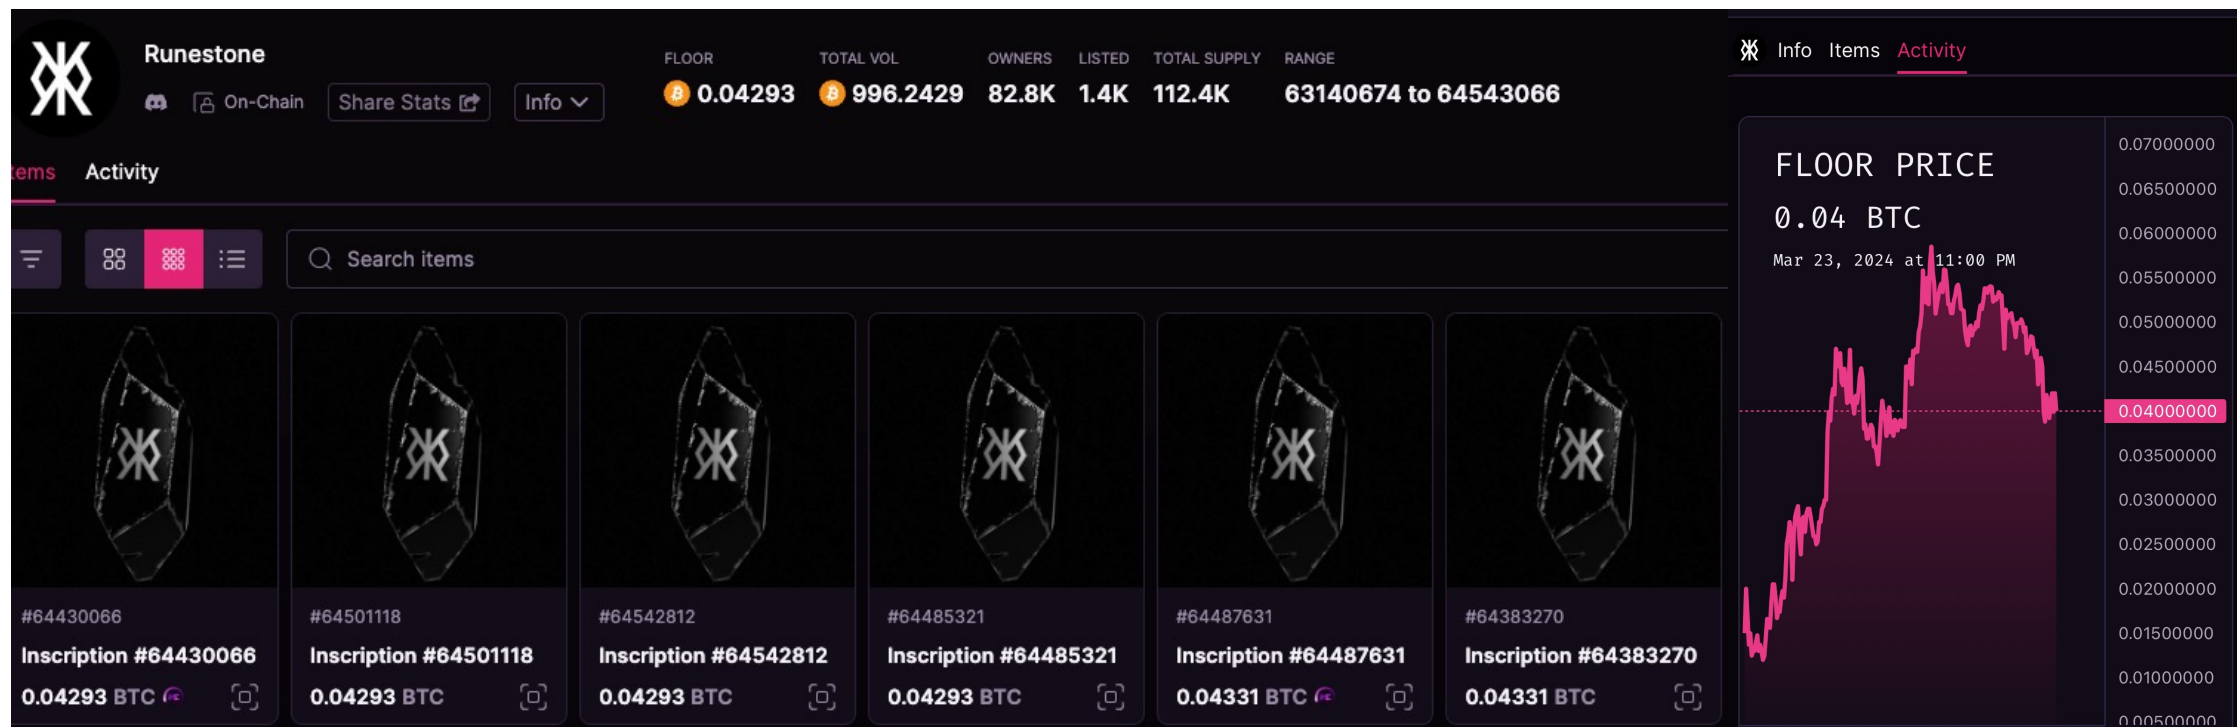 Runestone
On-Chain
Share Stats
Info
FLOOR
0.04293
TOTAL VOL
996.2429
OWNERS
82.8K
LISTED
1.4K
TOTAL SUPPLY
112.4K
RANGE
63140674 to 64543066
tems
Activity
Search items
#64430066
Inscription #64430066
0.04293 BTC
#64501118
Inscription #64501118
0.04293 BTC
#64542812
Inscription #64542812
0.04293 BTC
#64485321
Inscription #64485321
0.04293 BTC
#64487631
Inscription #64487631
0.04331 BTC
#64383270
Inscription #64383270
0.04331 BTC
Info Items Activity
FLOOR PRICE
0.04 BTC
Mar 23, 2024 at 11:00 PM
0.07000000
0.06500000
0.06000000
0.05500000
0.05000000
0.04500000
0.04000000
0.03500000
0.03000000
0.02500000
0.02000000
0.01500000
0.01000000
0.00500000